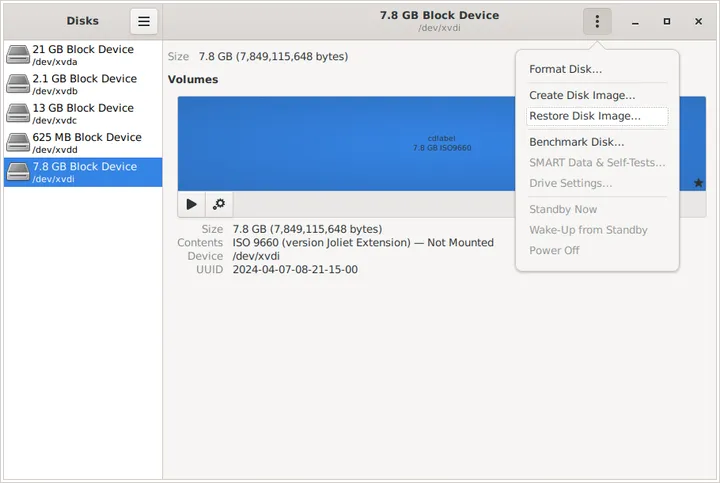 Disks
7.8 GB Block Device
/dev/xvdi
21 GB Block Device
/dev/xvda
2.1 GB Block Device
/dev/xvdb
13 GB Block Device
/dev/xvdc
625 MB Block Device
/dev/xvdd
7.8 GB Block Device
/dev/xvdi
Size 7.8 GB (7,849,115,648 bytes)
Volumes
cdlabel
7.8 GB ISO9660
Size 7.8 GB (7,849,115,648 bytes)
Contents ISO 9660 (version Joliet Extension) — Not Mounted
Device /dev/xvdi
UUID 2024-04-07-08-21-15-00
Format Disk…
Create Disk Image…
Restore Disk Image…
Benchmark Disk…
SMART Data & Self-Tests…
Drive Settings…
Standby Now
Wake-Up from Standby
Power Off